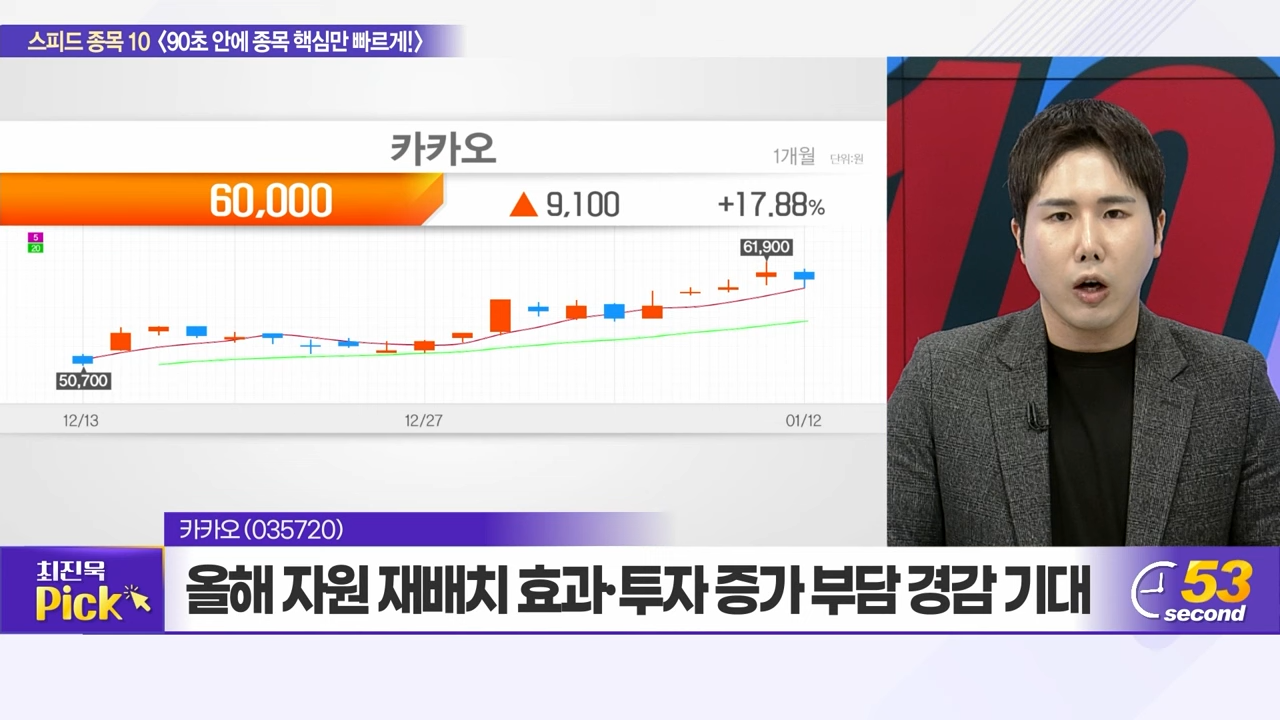 스피드 종목 10 <90초 안에 종목 핵심만 빠르게!>
카카오
1개월 단위:원
60,000 ▲ 9,100 +17.88%
5
20
61,900
50,700
12/13 12/27 01/12
카카오(035720)
최진묵
Pick
올해 자원 재배치 효과·투자 증가 부담 경감 기대
53
second